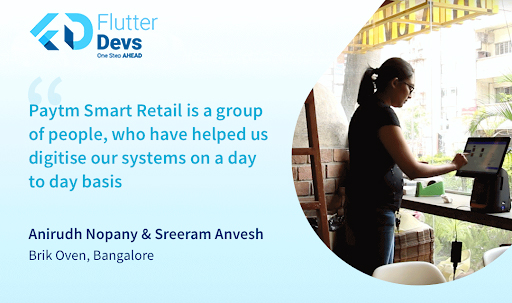 Flutter
Devs
One Step AHEAD
Paytm Smart Retail is a group
of people, who have helped us
digitise our systems on a day
to day basis
Anirudh Nopany & Sreeram Anvesh
Brik Oven, Bangalore